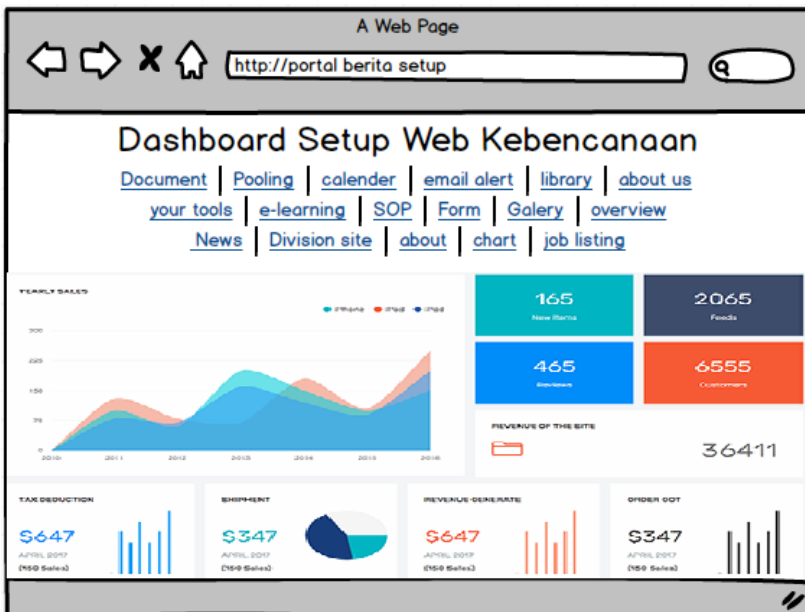 A Web Page
http://portal berita setup
Dashboard Setup Web Kebencanaan
Document Pooling calender email alert library about us
your tools e-learning SOP Form Galery overview
News Division site about chart job listing
YEARLY SALES
iPhone iPad iPod
300
225
150
75
0
2010 2011 2012 2013 2014 2015 2016
165
New items
2065
Feeds
465
Reviews
6555
Customers
REVENUE OF THE SITE
36411
TAX DEDUCTION
$647
APRIL 2017
(150 Sales)
SHIPMENT
$347
APRIL 2017
(150 Sales)
REVENUE GENERATE
$647
APRIL 2017
(150 Sales)
ORDER GOT
$347
APRIL 2017
(150 Sales)